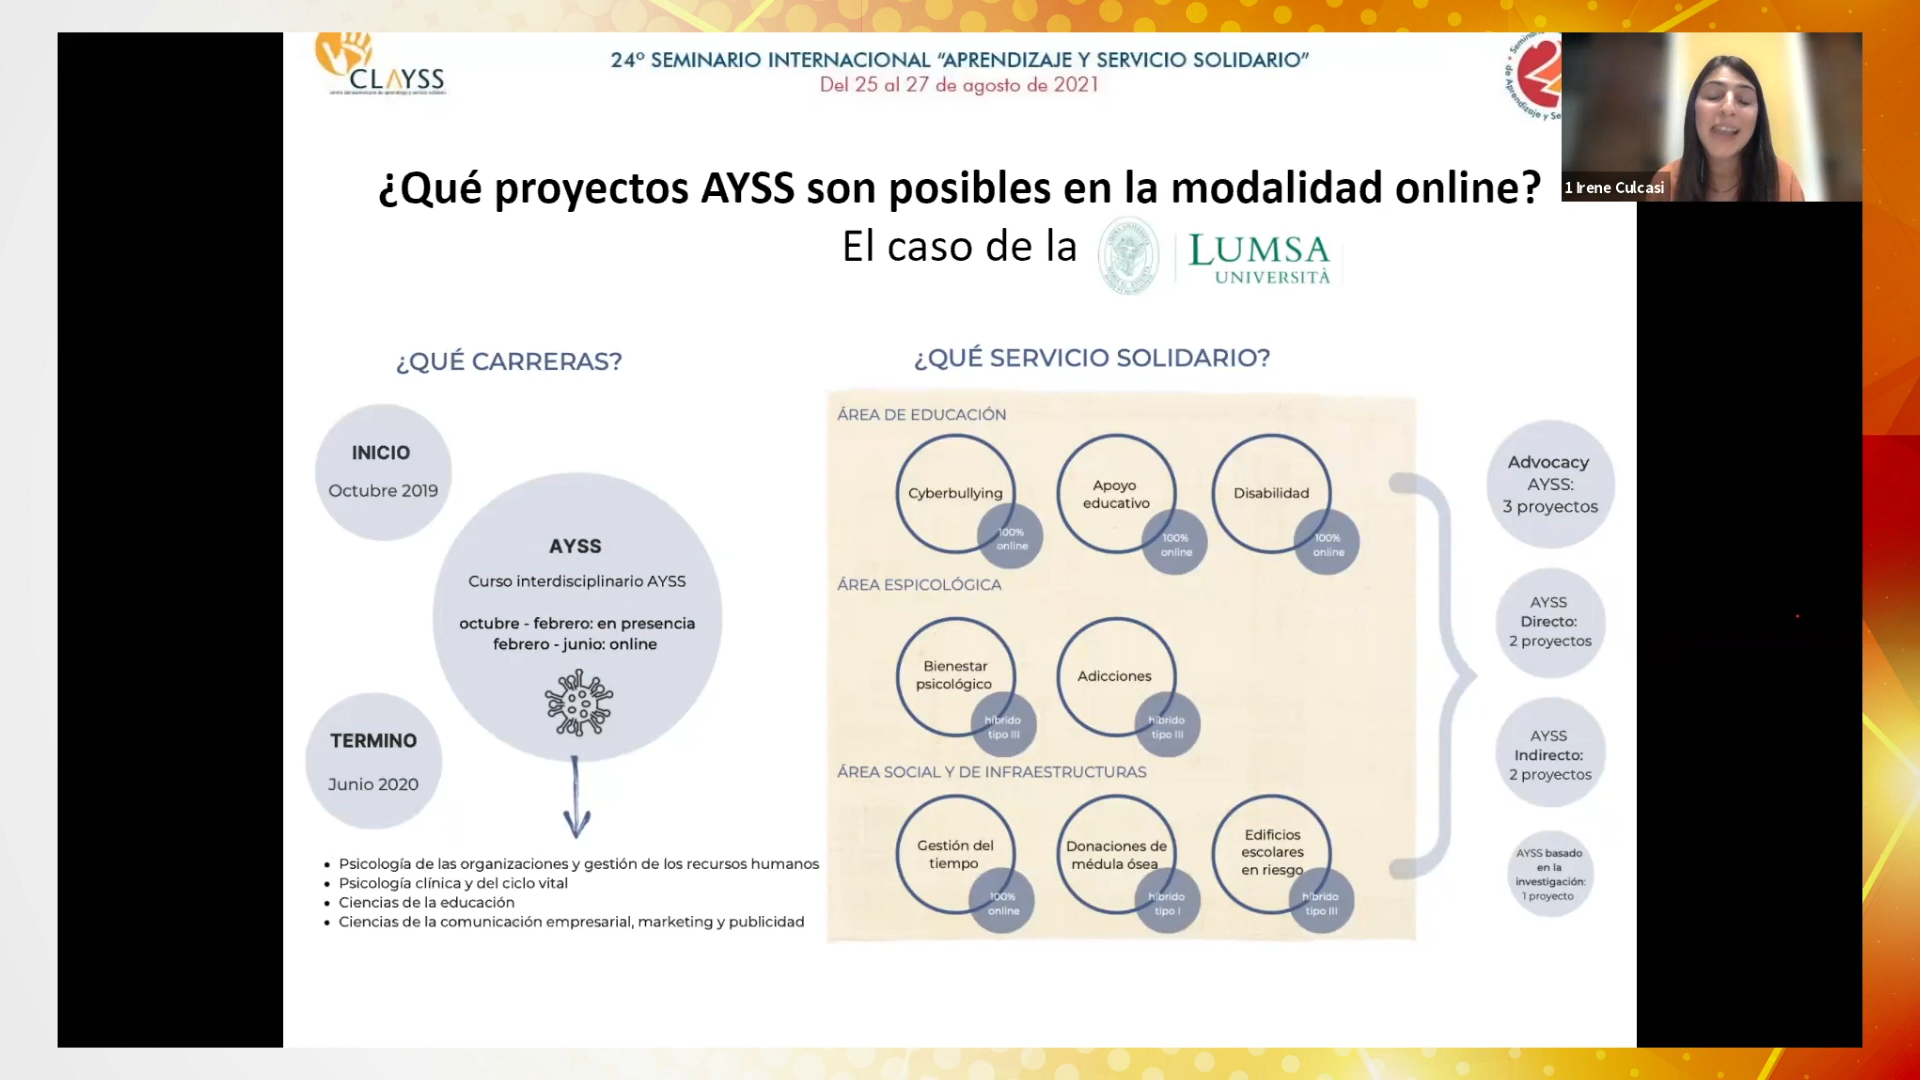 CLAYSS
24º SEMINARIO INTERNACIONAL “APRENDIZAJE Y SERVICIO SOLIDARIO”
Del 25 al 27 de agosto de 2021
1 Irene Culcasi
¿Qué proyectos AYSS son posibles en la modalidad online?
El caso de la
LUMSA
UNIVERSITÀ
¿QUÉ CARRERAS?
INICIO
Octubre 2019
AYSS
Curso interdisciplinario AYSS
octubre - febrero: en presencia
febrero - junio: online
TERMINO
Junio 2020
• Psicología de las organizaciones y gestión de los recursos humanos
• Psicología clínica y del ciclo vital
• Ciencias de la educación
• Ciencias de la comunicación empresarial, marketing y publicidad
¿QUÉ SERVICIO SOLIDARIO?
ÁREA DE EDUCACIÓN
Cyberbullying
100%
online
Apoyo
educativo
100%
online
Disabilidad
100%
online
ÁREA ESPICOLÓGICA
Bienestar
psicológico
híbrido
tipo III
Adicciones
híbrido
tipo III
ÁREA SOCIAL Y DE INFRAESTRUCTURAS
Gestión del
tiempo
100%
online
Donaciones de
médula ósea
híbrido
tipo I
Edificios
escolares
en riesgo
híbrido
tipo III
Advocacy
AYSS:
3 proyectos
AYSS
Directo:
2 proyectos
AYSS
Indirecto:
2 proyectos
AYSS basado
en la
investigación:
1 proyecto